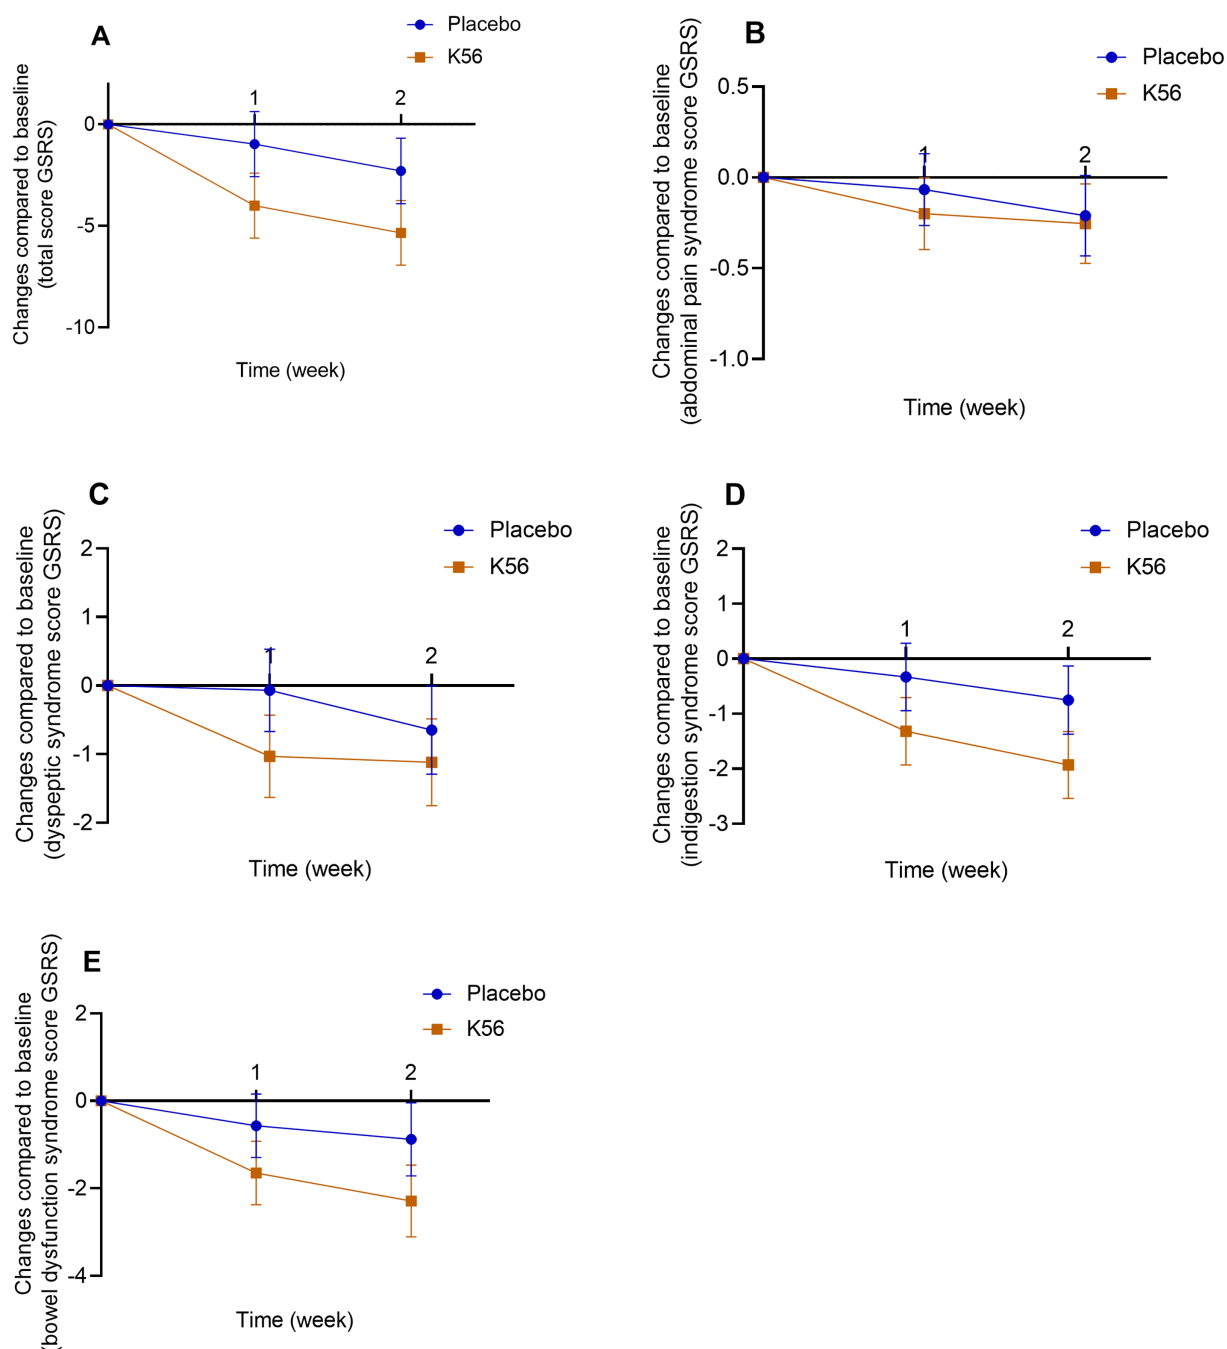 A
Placebo
K56
Changes compared to baseline
(total score GSRS)
1
2
0
-5
-10
Time (week)
B
Placebo
K56
Changes compared to baseline
(abdominal pain syndrome score GSRS)
0.5
1
2
0.0
-0.5
-1.0
Time (week)
C
Placebo
K56
Changes compared to baseline
(dyspeptic syndrome score GSRS)
2
1
1
2
0
-1
-2
Time (week)
D
Placebo
K56
Changes compared to baseline
(indigestion syndrome score GSRS)
2
1
1
2
0
-1
-2
-3
Time (week)
E
Placebo
K56
Changes compared to baseline
(bowel dysfunction syndrome score GSRS)
2
1
2
0
-2
-4
Time (week)